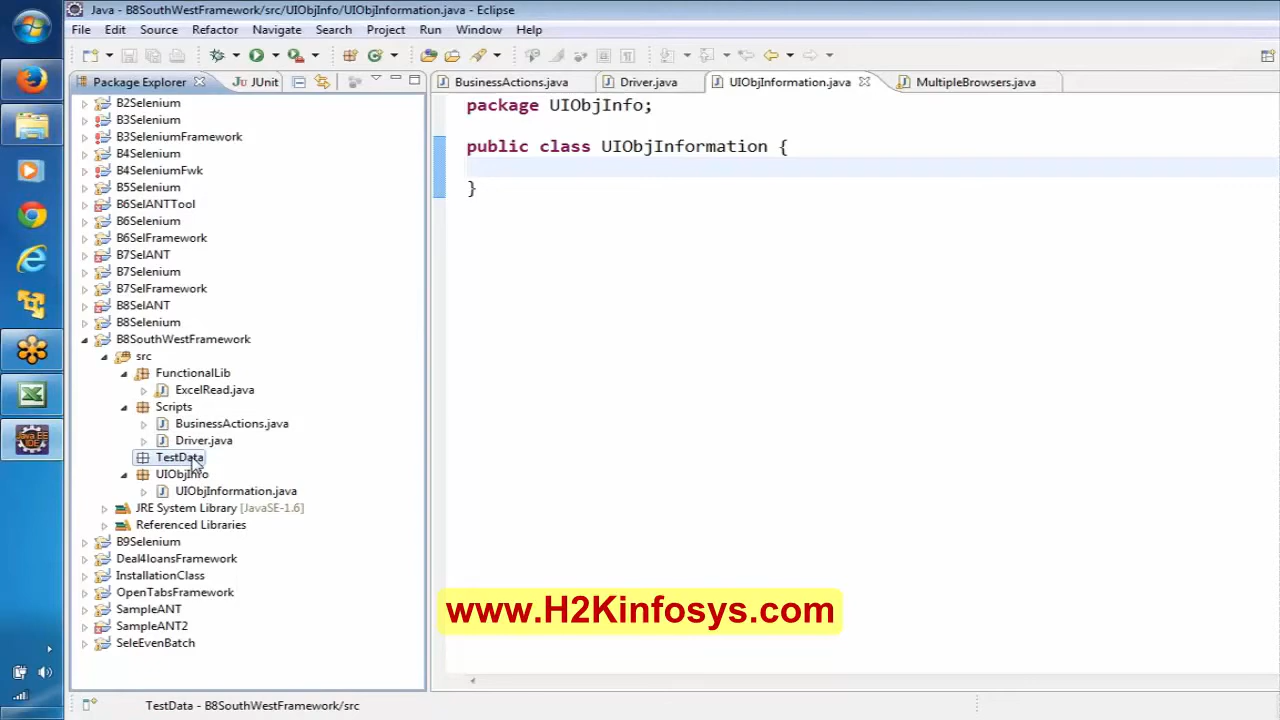 Java - B8SouthWestFramework/src/UIObjInfo/UIObjInformation.java - Eclipse
File Edit Source Refactor Navigate Search Project Run Window Help
Package Explorer
JUnit
BusinessActions.java
Driver.java
UIObjInformation.java
MultipleBrowsers.java
B2Selenium
B3Selenium
B3SeleniumFramework
B4Selenium
B4SeleniumFwk
B5Selenium
B6SelANTTool
B6Selenium
B6SelFramework
B7SelANT
B7Selenium
B7SelFramework
B8SelANT
B8Selenium
B8SouthWestFramework
src
FunctionalLib
ExcelRead.java
Scripts
BusinessActions.java
Driver.java
TestData
UIObjInfo
UIObjInformation.java
JRE System Library [JavaSE-1.6]
Referenced Libraries
B9Selenium
Deal4loansFramework
InstallationClass
OpenTabsFramework
SampleANT
SampleANT2
SeleEvenBatch
package UIObjInfo;
public class UIObjInformation {
}
www.H2Kinfosys.com
TestData - B8SouthWestFramework/src